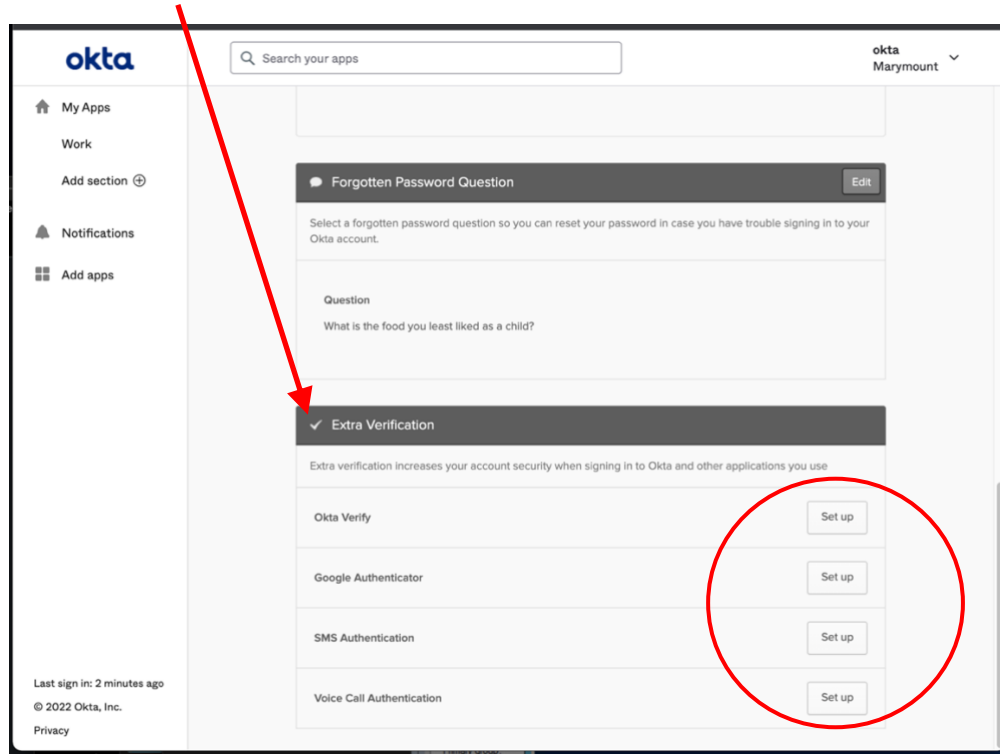 okta
Search your apps
okta
Marymount
My Apps
Work
Add section
Notifications
Add apps
Forgotten Password Question
Edit
Select a forgotten password question so you can reset your password in case you have trouble signing in to your
Okta account.
Question
What is the food you least liked as a child?
Extra Verification
Extra verification increases your account security when signing in to Okta and other applications you use
Okta Verify
Set up
Google Authenticator
Set up
SMS Authentication
Set up
Voice Call Authentication
Set up
Last sign in: 2 minutes ago
© 2022 Okta, Inc.
Privacy